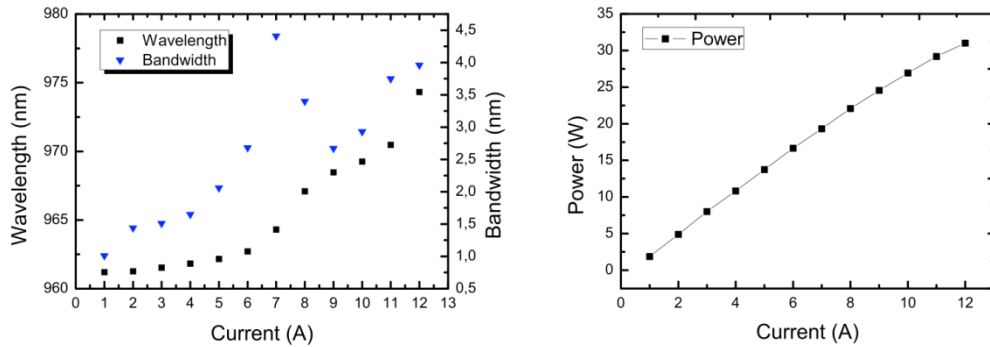 980
975
970
965
960
Wavelength (nm)
Wavelength
Bandwidth
4,5
4,0
3,5
3,0
2,5
2,0
1,5
1,0
0,5
Bandwidth (nm)
0 1 2 3 4 5 6 7 8 9 10 11 12 13
Current (A)
35
30
25
20
15
10
5
0
Power (W)
Power
0 2 4 6 8 10 12
Current (A)